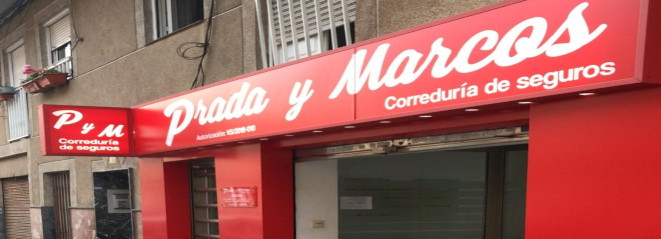 P y M
Correduría
de seguros
Prada y Marcos
Correduría de seguros